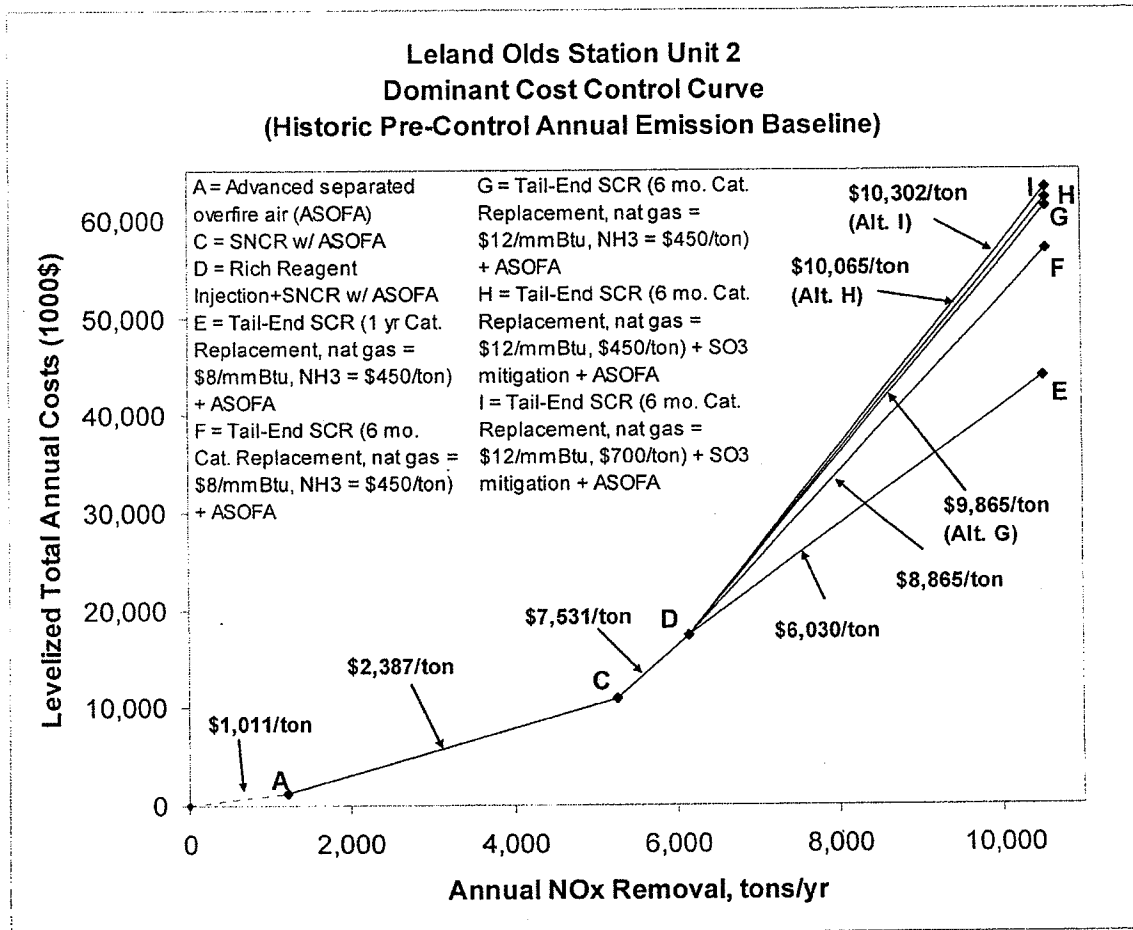 Leland Olds Station Unit 2
Dominant Cost Control Curve
(Historic Pre-Control Annual Emission Baseline)
A = Advanced separated
overfire air (ASOFA)
C = SNCR w/ ASOFA
D = Rich Reagent
Injection+SNCR w/ ASOFA
E = Tail-End SCR (1 yr Cat.
Replacement, nat gas =
$8/mmBtu, NH3 = $450/ton)
+ ASOFA
F = Tail-End SCR (6 mo.
Cat. Replacement, nat gas =
$8/mmBtu, NH3 = $450/ton)
+ ASOFA
G = Tail-End SCR (6 mo. Cat.
Replacement, nat gas =
$12/mmBtu, NH3 = $450/ton)
+ ASOFA
H = Tail-End SCR (6 mo. Cat.
Replacement, nat gas =
$12/mmBtu, $450/ton) + SO3
mitigation + ASOFA
I = Tail-End SCR (6 mo. Cat.
Replacement, nat gas =
$12/mmBtu, $700/ton) + SO3
mitigation + ASOFA
$10,302/ton
(Alt. I)
$10,065/ton
(Alt. H)
I
H
G
F
E
$9,865/ton
(Alt. G)
$8,865/ton
$6,030/ton
D
$7,531/ton
C
$2,387/ton
$1,011/ton
A
Levelized Total Annual Costs (1000$)
60,000
50,000
40,000
30,000
20,000
10,000
0
0
2,000
4,000
6,000
8,000
10,000
Annual NOx Removal, tons/yr